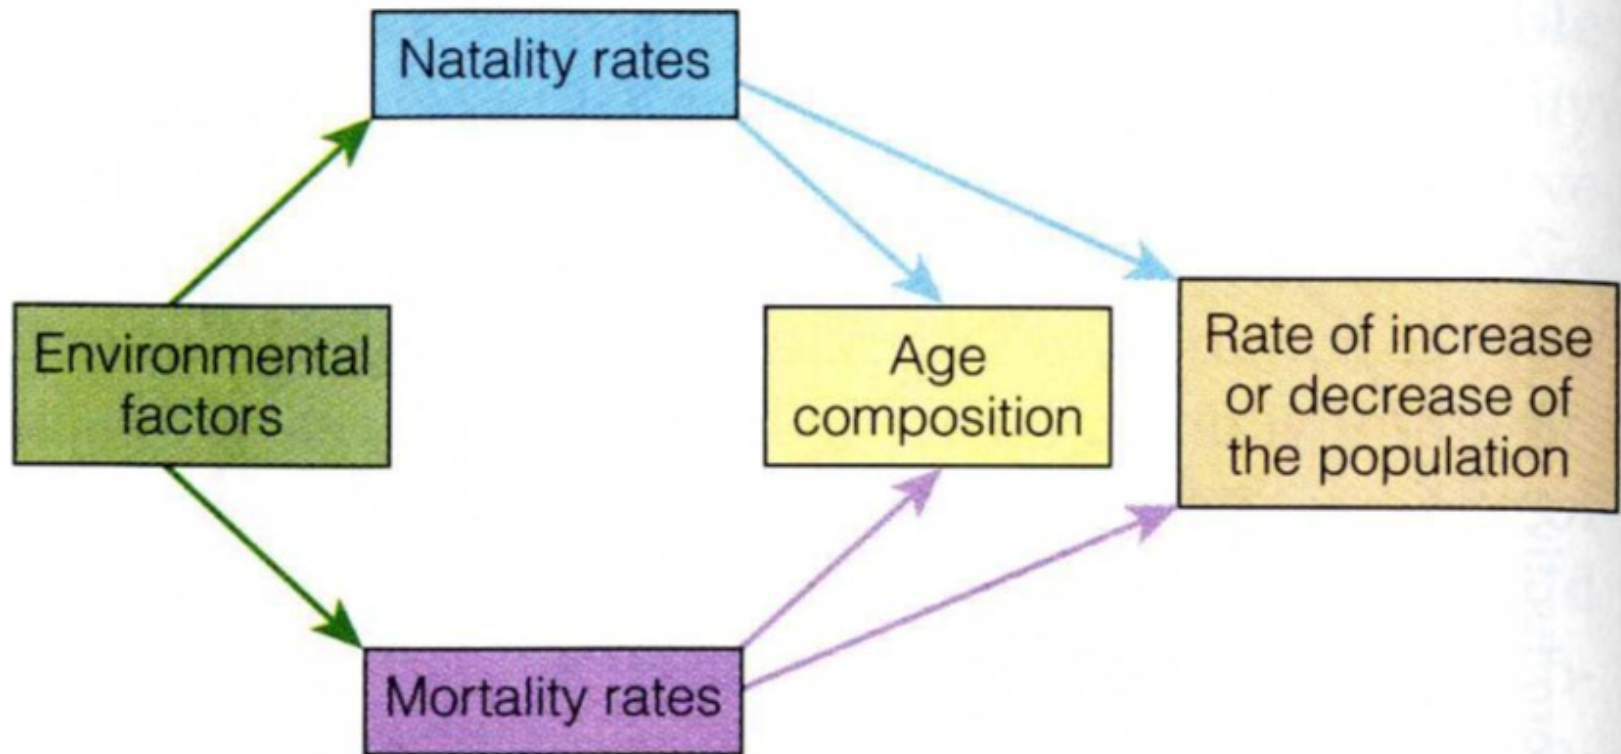 Natality rates
Environmental
factors
Age
composition
Rate of increase
or decrease of
the population
Mortality rates